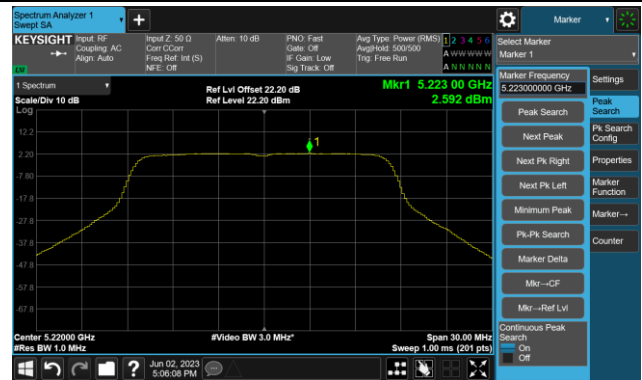 Spectrum Analyzer 1
Swept SA
Marker
KEYSIGHT
Input: RF
Coupling: AC
Align: Auto
Input Z: 50 Ω
Corr CCorr
Freq Ref: Int (S)
NFE: Off
Atten: 10 dB
PNO: Fast
Gate: Off
IF Gain: Low
Sig Track: Off
Avg Type: Power (RMS)
Avg|Hold: 500/500
Trig: Free Run
1 2 3 4 5 6
A W W W W W
A N N N N N
Select Marker
Marker 1
1 Spectrum
Scale/Div 10 dB
Log
Ref Lvl Offset 22.20 dB
Ref Level 22.20 dBm
Mkr1 5.223 00 GHz
2.592 dBm
12.2
2.20
-7.80
-17.8
-27.8
-37.8
-47.8
-57.8
-67.8
1
Center 5.22000 GHz
#Res BW 1.0 MHz
#Video BW 3.0 MHz*
Span 30.00 MHz
Sweep 1.00 ms (201 pts)
Marker Frequency
5.223000000 GHz
Peak Search
Next Peak
Next Pk Right
Next Pk Left
Minimum Peak
Pk-Pk Search
Marker Delta
Mkr→CF
Mkr→Ref Lvl
Continuous Peak
Search
On
Off
Settings
Peak
Search
Pk Search
Config
Properties
Marker
Function
Marker→
Counter
?
Jun 02, 2023
5:06:08 PM